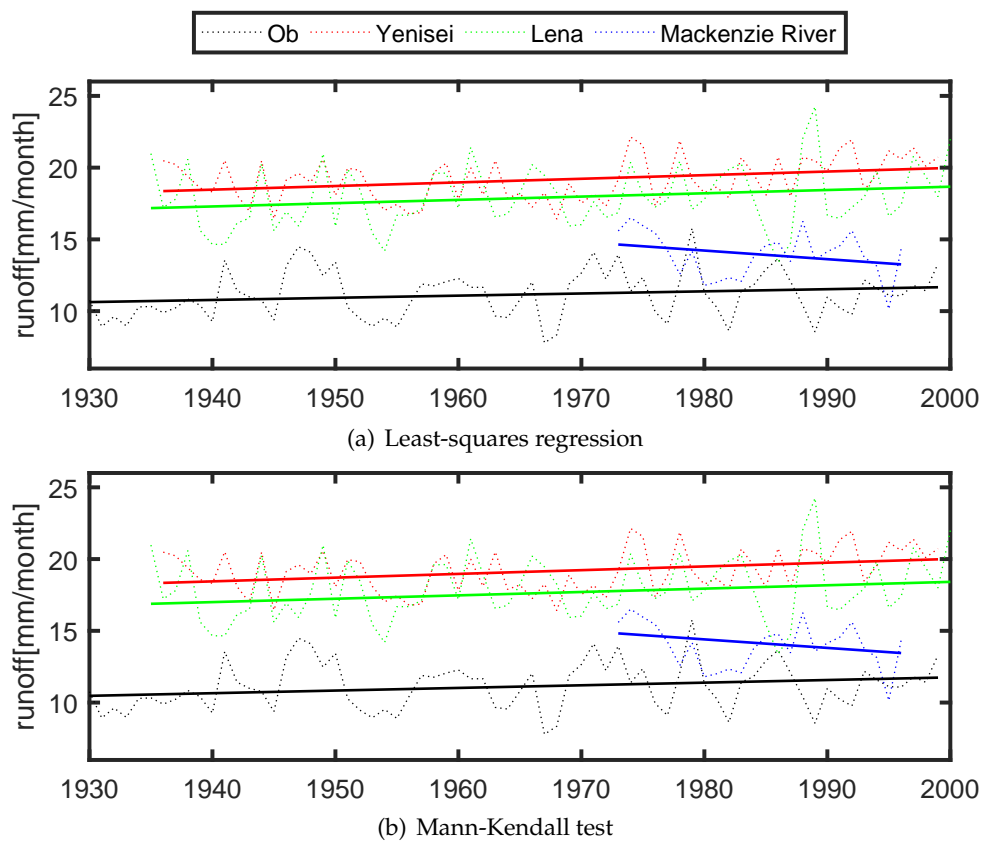 Ob Yenisei Lena Mackenzie River
25
20
15
10
runoff[mm/month]
1930 1940 1950 1960 1970 1980 1990 2000
(a) Least-squares regression
25
20
15
10
runoff[mm/month]
1930 1940 1950 1960 1970 1980 1990 2000
(b) Mann-Kendall test